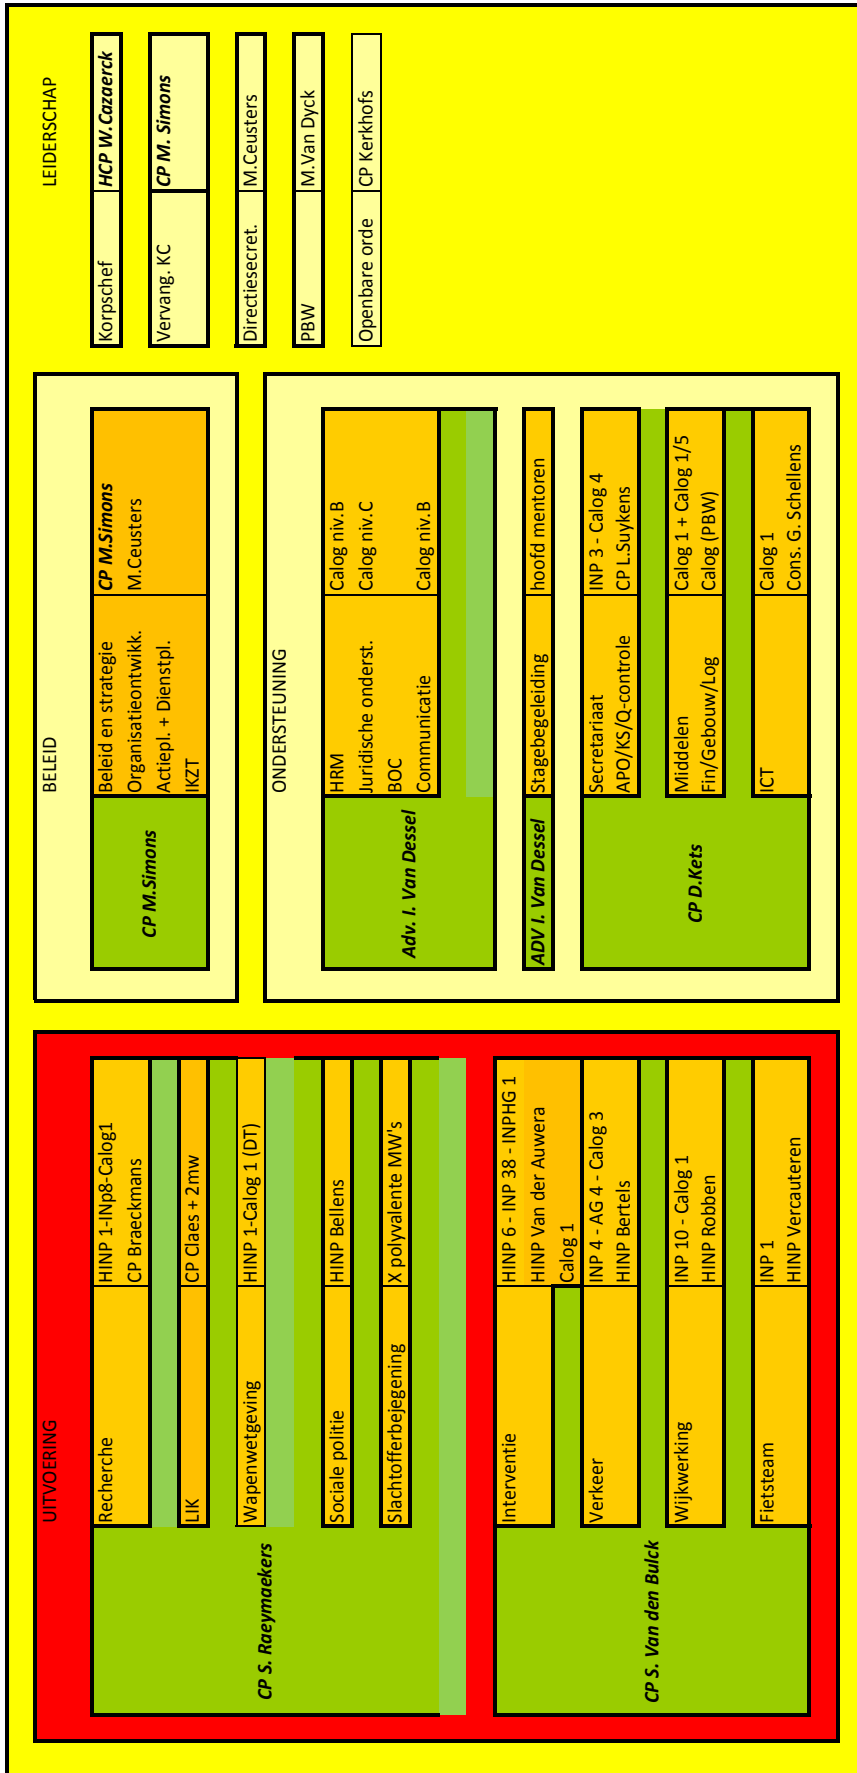 UITVOERING
CP S. Raeymaekers
Recherche
HINP 1-INp8-Calog1
CP Braeckmans
LIK
CP Claes + 2mw
Wapenwetgeving
HINP 1-Calog 1 (DT)
Sociale politie
HINP Bellens
Slachtofferbejegening
X polyvalente MW's
CP S. Van den Bulck
Interventie
HINP 6 - INP 38 - INPHG 1
HINP Van der Auwera
Calog 1
Verkeer
INP 4 - AG 4 - Calog 3
HINP Bertels
Wijkwerking
INP 10 - Calog 1
HINP Robben
Fietsteam
INP 1
HINP Vercauteren
BELEID
CP M.Simons
Beleid en strategie
CP M.Simons
Organisatieontwikk.
M.Ceusters
Actiepl. + Dienstpl.
IKZT
ONDERSTEUNING
Adv. I. Van Dessel
HRM
Calog niv.B
Juridische onderst.
Calog niv.C
BOC
Communicatie
Calog niv.B
ADV I. Van Dessel
Stagebegeleiding
hoofd mentoren
CP D.Kets
Secretariaat
INP 3 - Calog 4
APO/KS/Q-controle
CP L.Suykens
Middelen
Calog 1 + Calog 1/5
Fin/Gebouw/Log
Calog (PBW)
ICT
Calog 1
Cons. G. Schellens
LEIDERSCHAP
Korpschef
HCP W.Cazaerck
Vervang. KC
CP M. Simons
Directiesecret.
M.Ceusters
PBW
M.Van Dyck
Openbare orde
CP Kerkhofs